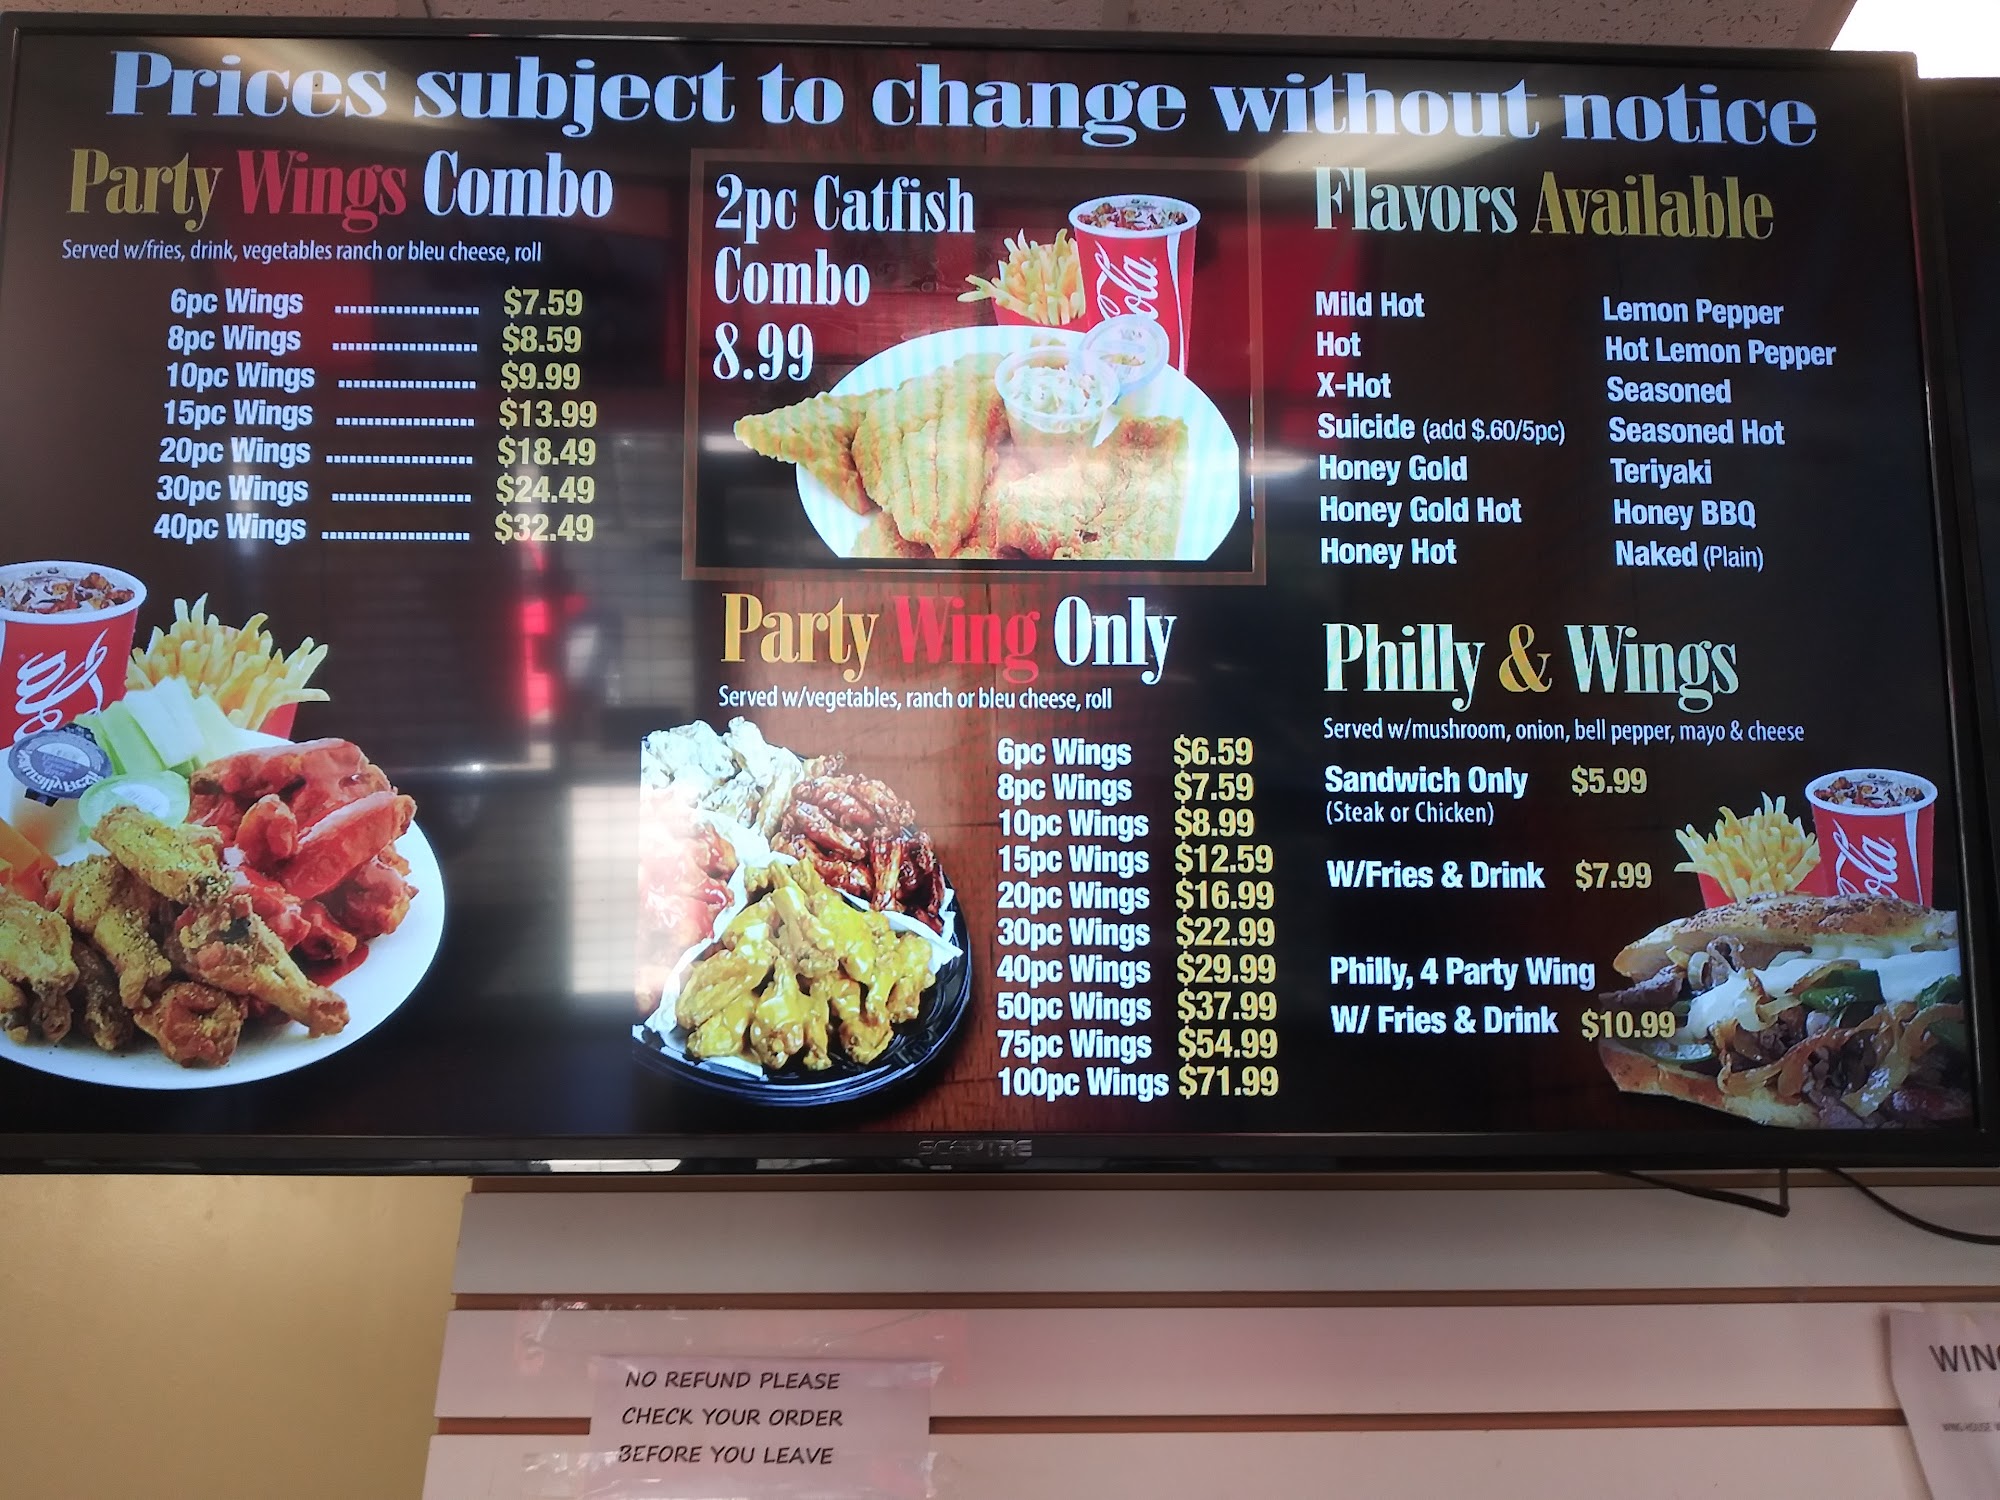 Prices subject to change without notice
Party Wings Combo
Served w/fries, drink, vegetables ranch or bleu cheese, roll
6pc Wings .................... $7.59
8pc Wings .................... $8.59
10pc Wings ................... $9.99
15pc Wings ................... $13.99
20pc Wings .................... $18.49
30pc Wings ................... $24.49
40pc Wings .................... $32.49
2pc Catfish
Combo
8.99
Cola
Party Wing Only
Served w/vegetables, ranch or bleu cheese, roll
6pc Wings $6.59
8pc Wings $7.59
10pc Wings $8.99
15pc Wings $12.59
20pc Wings $16.99
30pc Wings $22.99
40pc Wings $29.99
50pc Wings $37.99
75pc Wings $54.99
100pc Wings $71.99
Flavors Available
Mild Hot
Hot
X-Hot
Suicide (add $.60/5pc)
Honey Gold
Honey Gold Hot
Honey Hot
Lemon Pepper
Hot Lemon Pepper
Seasoned
Seasoned Hot
Teriyaki
Honey BBQ
Naked (Plain)
Philly & Wings
Served w/mushroom, onion, bell pepper, mayo & cheese
Sandwich Only $5.99
(Steak or Chicken)
W/Fries & Drink $7.99
Philly, 4 Party Wing
W/ Fries & Drink $10.99
Cola
SCEPTRE
NO REFUND PLEASE
CHECK YOUR ORDER
BEFORE YOU LEAVE